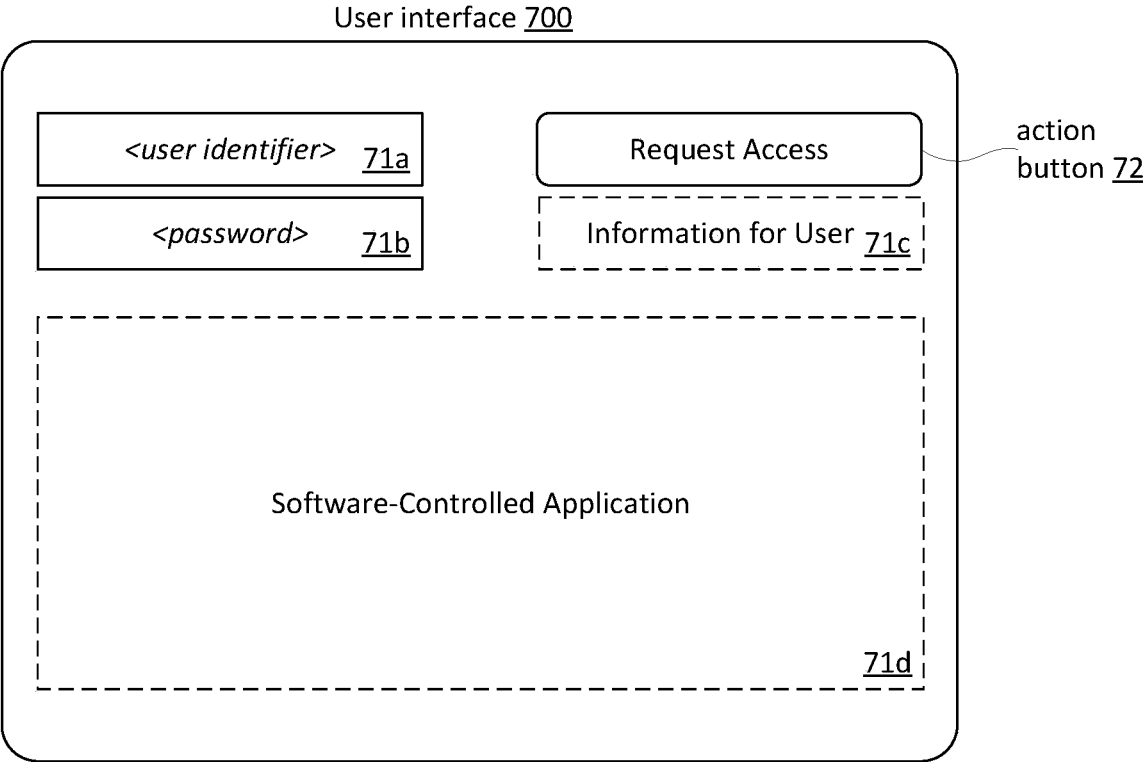 User interface 700
<user identifier> 71a
Request Access
action
button 72
<password> 71b
Information for User 71c
Software-Controlled Application
71d